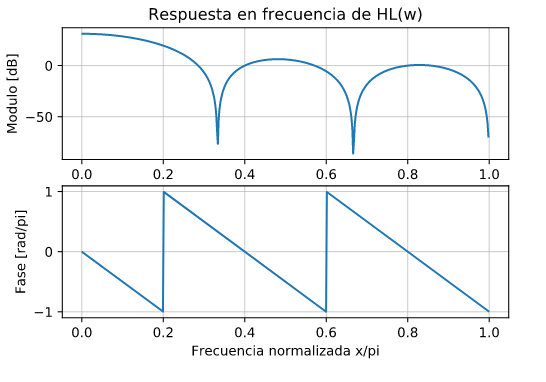 Respuesta en frecuencia de HL(w)
Modulo [dB]
0
−50
0.0 0.2 0.4 0.6 0.8 1.0
Fase [rad/pi]
1
0
−1
0.0 0.2 0.4 0.6 0.8 1.0
Frecuencia normalizada x/pi